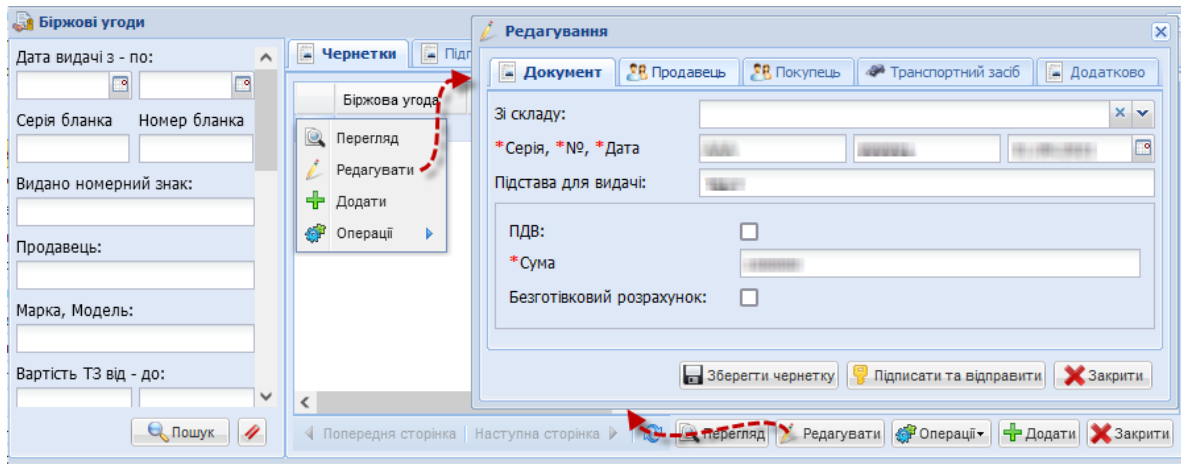 Біржові угоди
Дата видачі з - по:
Серія бланка Номер бланка
Видано номерний знак:
Продавець:
Марка, Модель:
Вартість ТЗ від - до:
Пошук
Чернетки
Біржова угода
Перегляд
Редагувати
Додати
Операції
Редагування
Документ Продавець Покупець Транспортний засіб Додатково
Зі складу:
*Серія, *№, *Дата
Підстава для видачі:
ПДВ:
*Сума
Безготівковий розрахунок:
Зберегти чернетку Підписати та відправити Закрити
Попередня сторінка Наступна сторінка Перегляд Редагувати Операції Додати Закрити